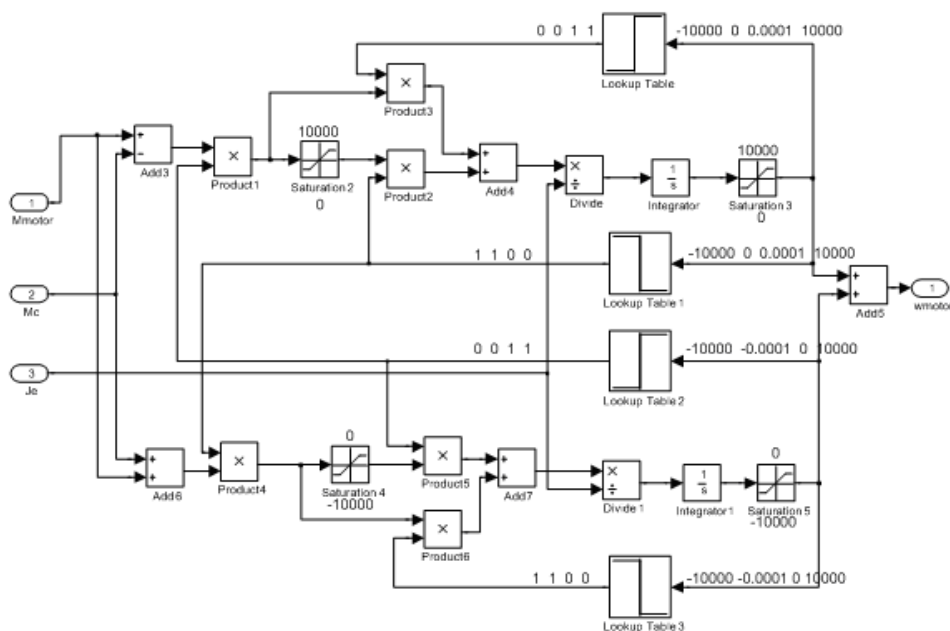 0 0 1 1
-10000 0 0.0001 10000
Lookup Table
×
Product3
+
−
Add3
×
Product1
10000
Saturation 2
0
×
Product2
+
+
Add4
×
÷
Divide
1
s
Integrator
10000
Saturation 3
0
1
Mmotor
1 1 0 0
-10000 0 0.0001 10000
Lookup Table 1
+
+
Add5
1
wmotor
2
Mc
0 0 1 1
-10000 -0.0001 0 10000
Lookup Table 2
3
Je
+
+
Add6
×
Product4
0
Saturation 4
-10000
×
Product5
+
+
Add7
×
÷
Divide 1
1
s
Integrator1
0
Saturation 5
-10000
×
Product6
1 1 0 0
-10000 -0.0001 0 10000
Lookup Table 3